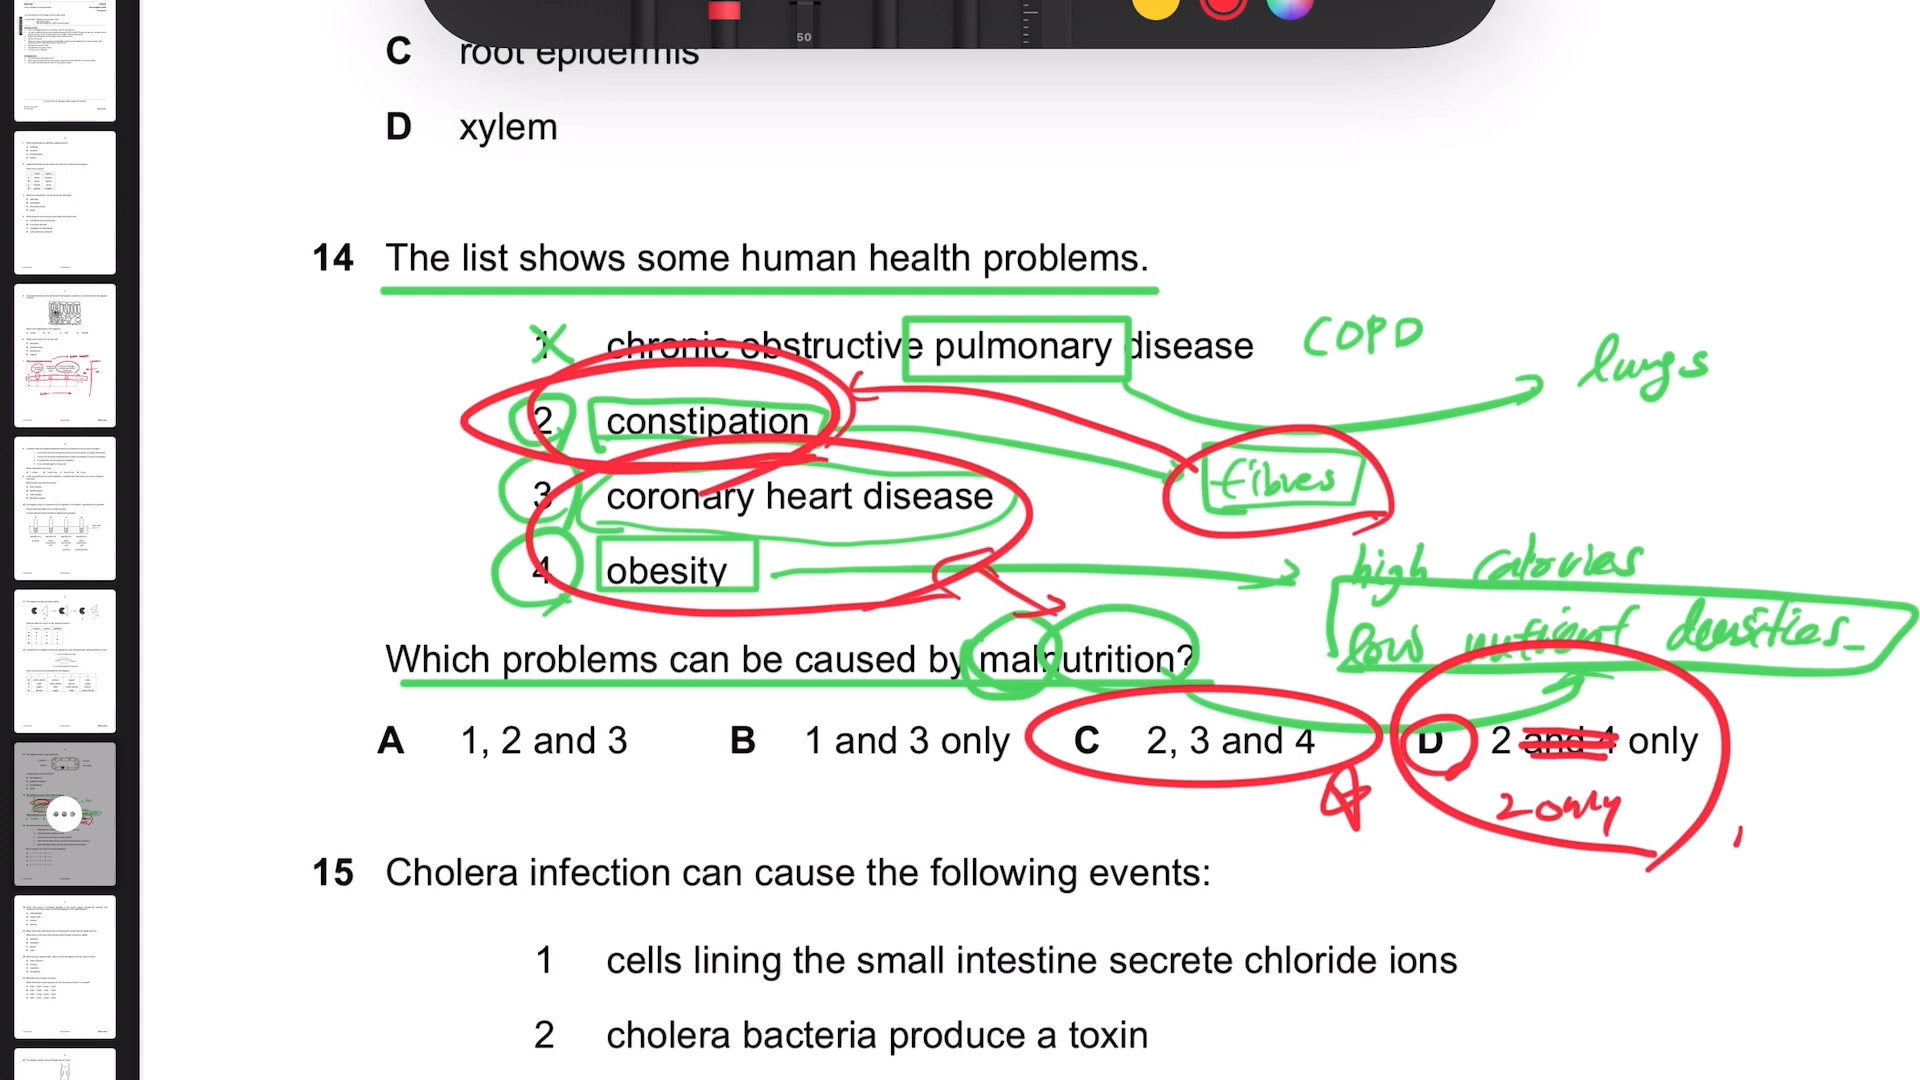 50
C root epidermis
D xylem
14 The list shows some human health problems.
1 chronic obstructive pulmonary disease COPD
lungs
2 constipation
fibres
3 coronary heart disease
4 obesity
high calories
low nutrient densities
Which problems can be caused by malnutrition?
A 1, 2 and 3 B 1 and 3 only C 2, 3 and 4 D 2 and 4 only
2 only
15 Cholera infection can cause the following events:
1 cells lining the small intestine secrete chloride ions
2 cholera bacteria produce a toxin